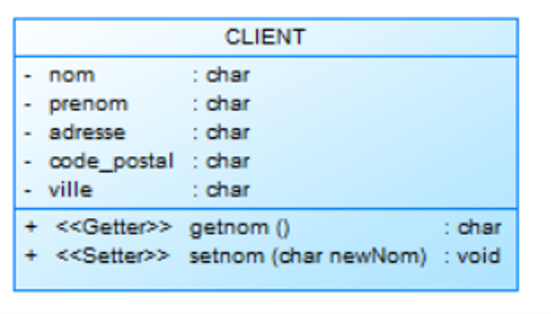 CLIENT
- nom : char
- prenom : char
- adresse : char
- code_postal : char
- ville : char
+ <<Getter>> getnom () : char
+ <<Setter>> setnom (char newNom) : void